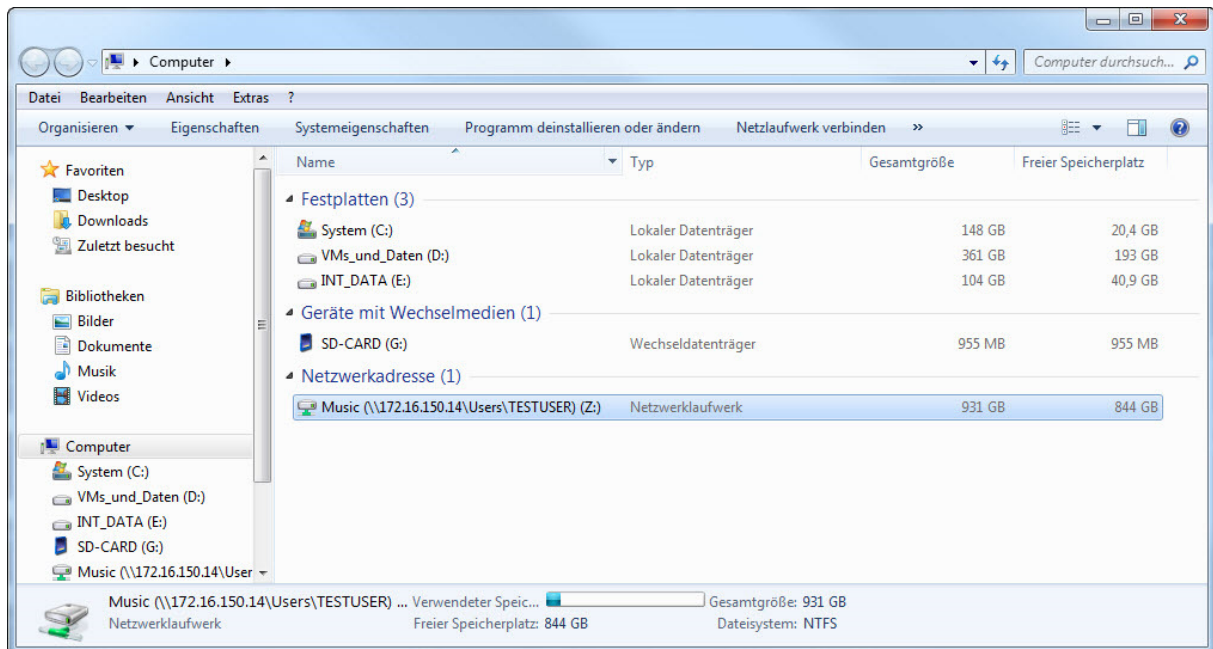 Computer
Computer durchsuch...
Datei Bearbeiten Ansicht Extras ?
Organisieren Eigenschaften Systemeigenschaften Programm deinstallieren oder ändern Netzlaufwerk verbinden »
Favoriten
Desktop
Downloads
Zuletzt besucht
Bibliotheken
Bilder
Dokumente
Musik
Videos
Computer
System (C:)
VMs_und_Daten (D:)
INT_DATA (E:)
SD-CARD (G:)
Music (\\172.16.150.14\User
Name Typ Gesamtgröße Freier Speicherplatz
Festplatten (3)
System (C:) Lokaler Datenträger 148 GB 20,4 GB
VMs_und_Daten (D:) Lokaler Datenträger 361 GB 193 GB
INT_DATA (E:) Lokaler Datenträger 104 GB 40,9 GB
Geräte mit Wechselmedien (1)
SD-CARD (G:) Wechseldatenträger 955 MB 955 MB
Netzwerkadresse (1)
Music (\\172.16.150.14\Users\TESTUSER) (Z:) Netzwerklaufwerk 931 GB 844 GB
Music (\\172.16.150.14\Users\TESTUSER) ... Verwendeter Speic... Gesamtgröße: 931 GB
Netzwerklaufwerk Freier Speicherplatz: 844 GB Dateisystem: NTFS